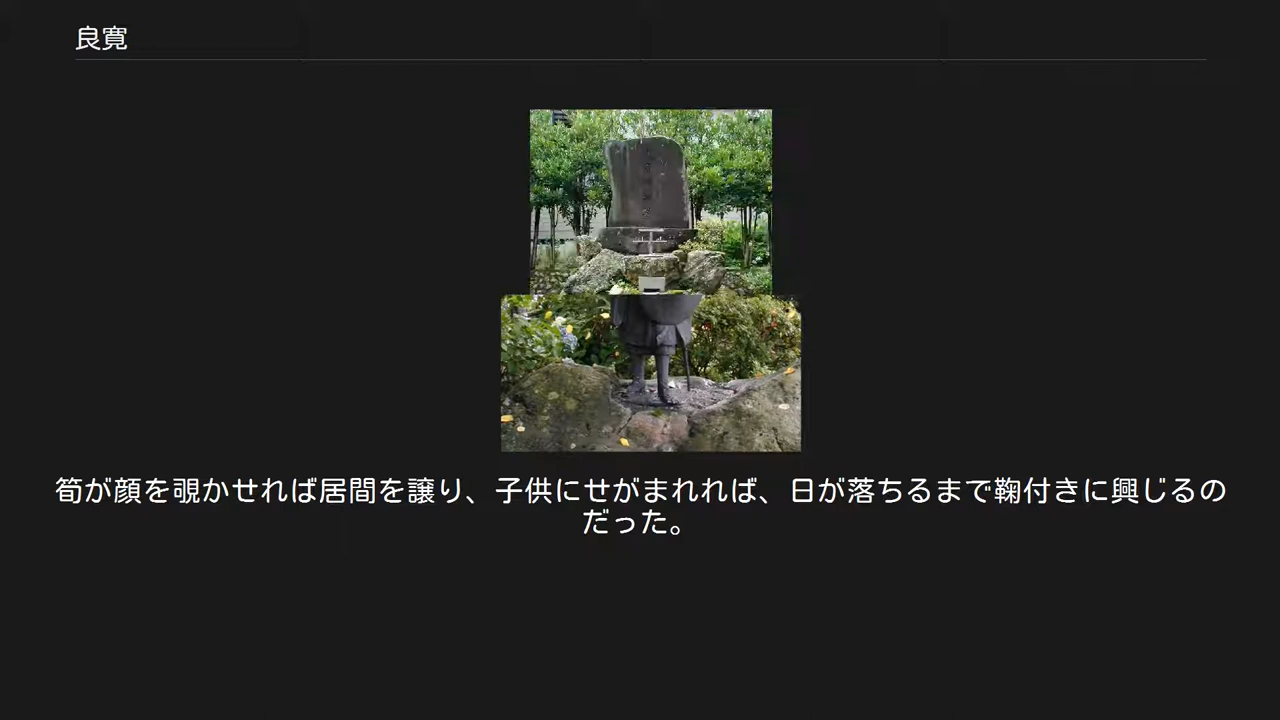 良寛
筍が顔を覗かせれば居間を譲り、子供にせがまれれば、日が落ちるまで鞠付きに興じるの
だった。